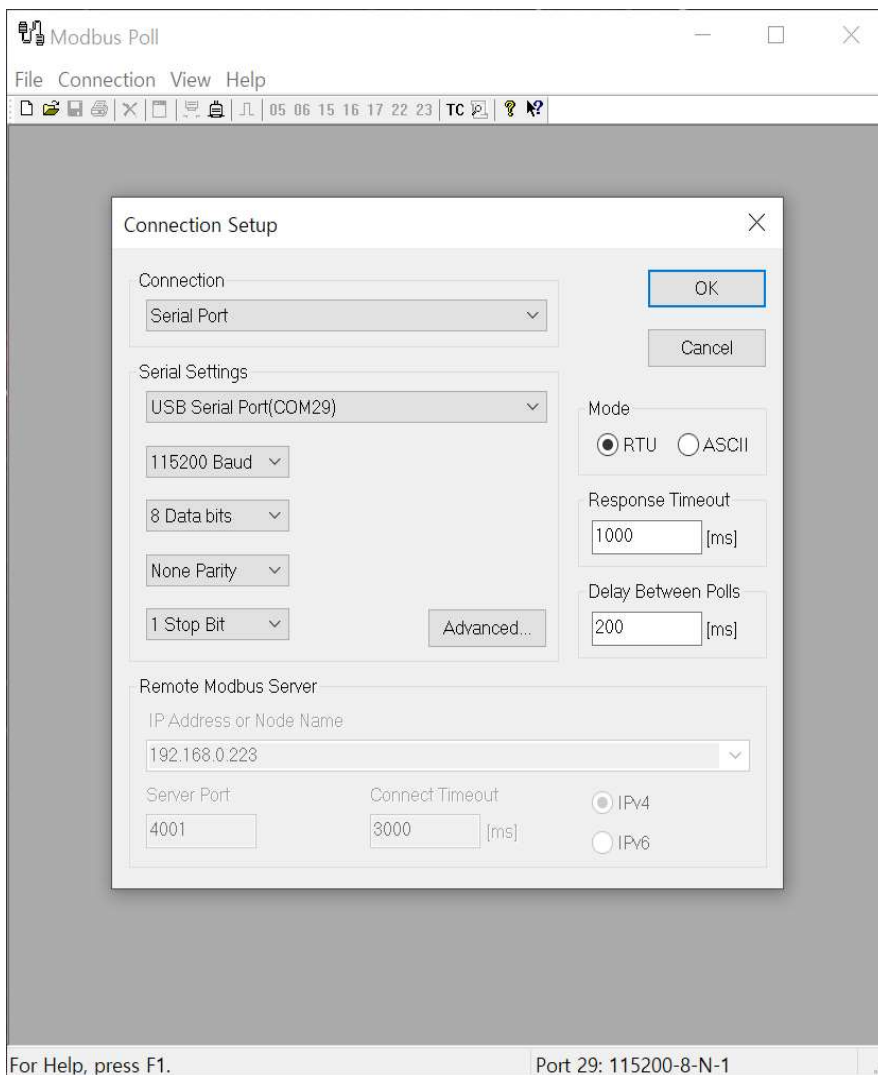 Modbus Poll
File Connection View Help
05 06 15 16 17 22 23 TC
Connection Setup
Connection
Serial Port
OK
Cancel
Serial Settings
USB Serial Port(COM29)
115200 Baud
8 Data bits
None Parity
1 Stop Bit
Advanced...
Mode
RTU ASCII
Response Timeout
1000 [ms]
Delay Between Polls
200 [ms]
Remote Modbus Server
IP Address or Node Name
192.168.0.223
Server Port
4001
Connect Timeout
3000 [ms]
IPv4
IPv6
For Help, press F1.
Port 29: 115200-8-N-1